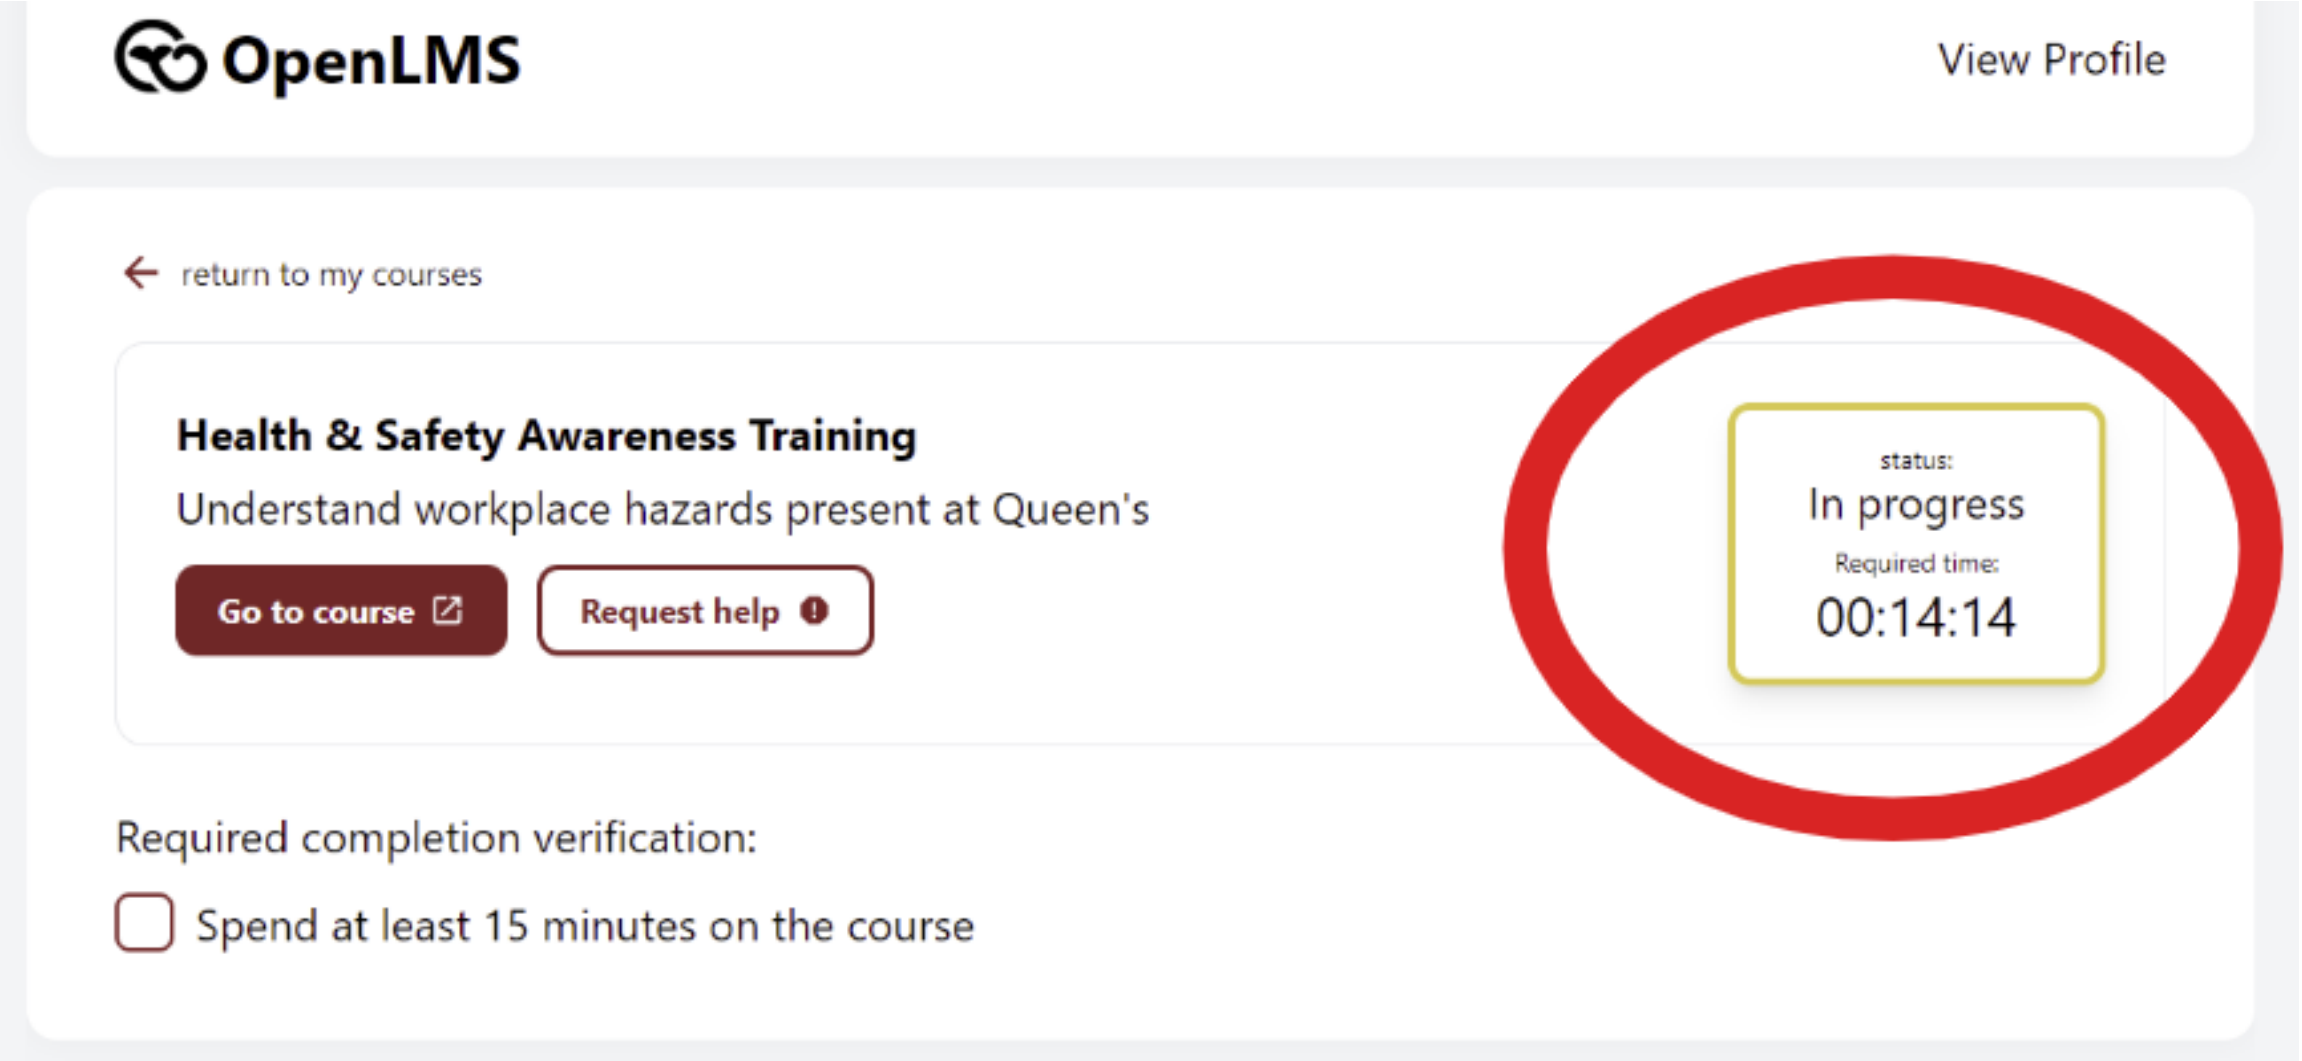 OpenLMS
View Profile
return to my courses
Health & Safety Awareness Training
Understand workplace hazards present at Queen's
Go to course
Request help
status:
In progress
Required time:
00:14:14
Required completion verification:
Spend at least 15 minutes on the course